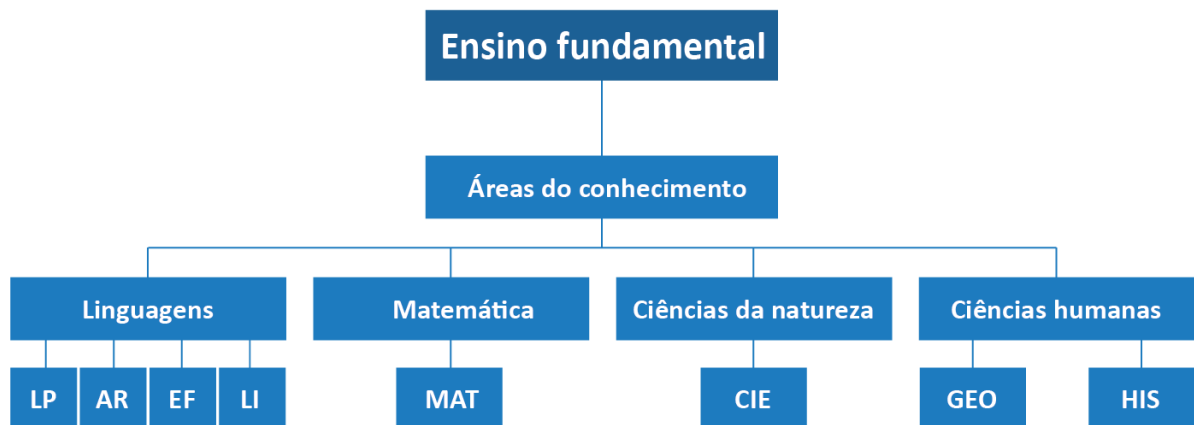 Ensino fundamental
Áreas do conhecimento
Linguagens
Matemática
Ciências da natureza
Ciências humanas
LP
AR
EF
LI
MAT
CIE
GEO
HIS